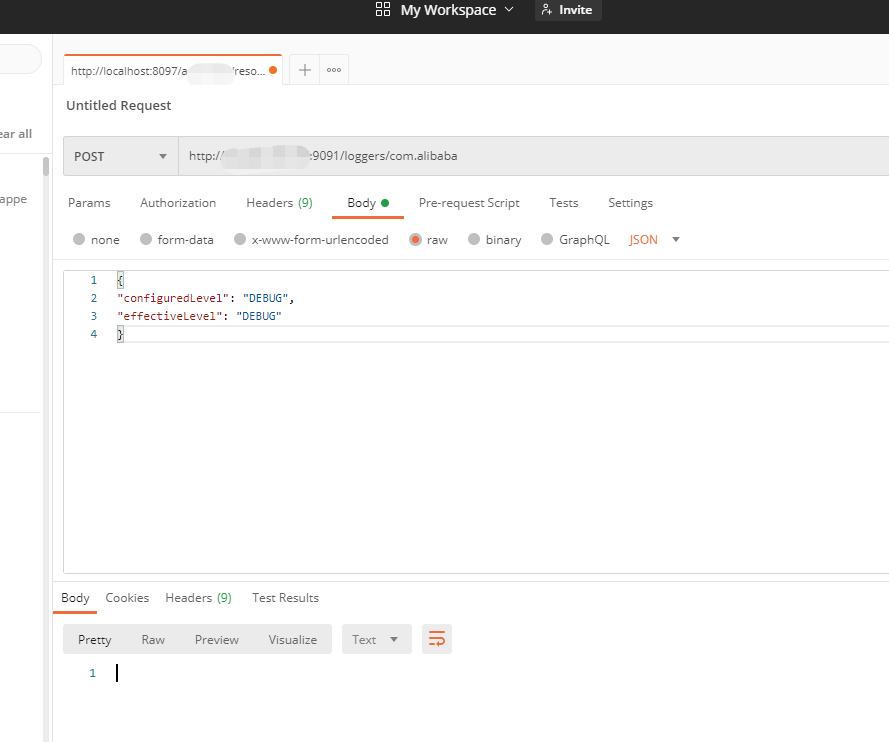 My Workspace
Invite
http://localhost:8097/a /reso...
Untitled Request
ear all
POST
http:// :9091/loggers/com.alibaba
appe
Params Authorization Headers (9) Body Pre-request Script Tests Settings
none form-data x-www-form-urlencoded raw binary GraphQL JSON
1 {
2 "configuredLevel": "DEBUG",
3 "effectiveLevel": "DEBUG"
4 }
Body Cookies Headers (9) Test Results
Pretty Raw Preview Visualize Text
1